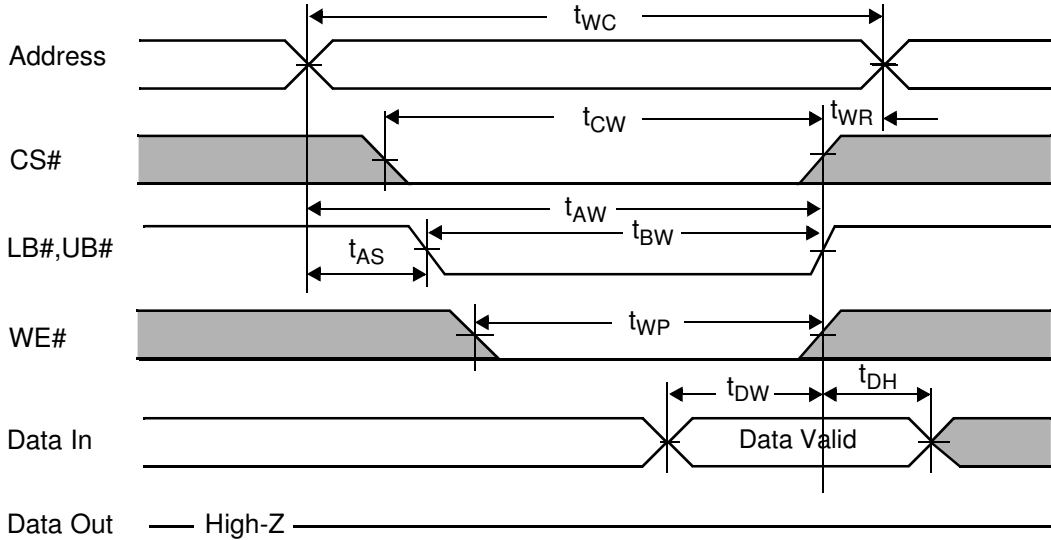 tWC
Address
tCW
tWR
CS#
tAW
LB#,UB#
tBW
tAS
WE#
tWP
tDW
tDH
Data In
Data Valid
Data Out
High-Z